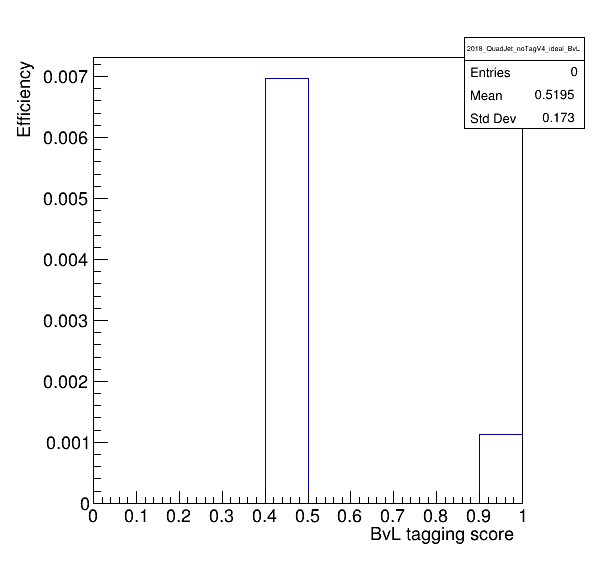 2018_QuadJet_noTagV4_ideal_BvL
Entries 0
Mean 0.5195
Std Dev 0.173
Efficiency
0.007
0.006
0.005
0.004
0.003
0.002
0.001
0
0 0.1 0.2 0.3 0.4 0.5 0.6 0.7 0.8 0.9 1
BvL tagging score